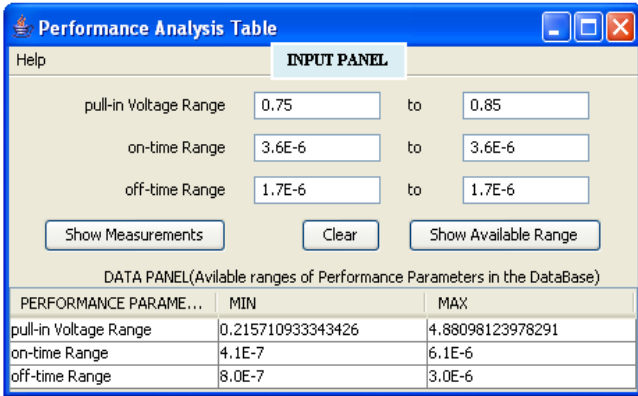 Performance Analysis Table
Help INPUT PANEL
pull-in Voltage Range 0.75 to 0.85
on-time Range 3.6E-6 to 3.6E-6
off-time Range 1.7E-6 to 1.7E-6
Show Measurements Clear Show Available Range
DATA PANEL(Avilable ranges of Performance Parameters in the DataBase)
PERFORMANCE PARAME... MIN MAX
pull-in Voltage Range 0.215710933343426 4.88098123978291
on-time Range 4.1E-7 6.1E-6
off-time Range 8.0E-7 3.0E-6